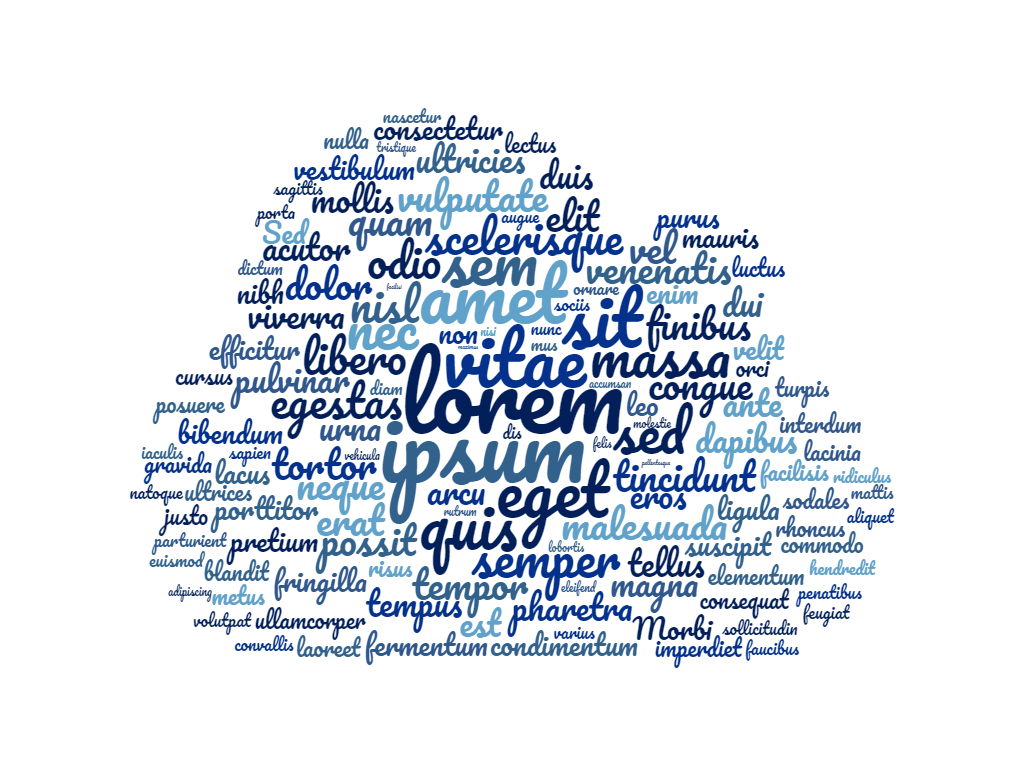 nascetur
consectetur
nulla
tristique
lectus
vestibulum
ultricies
duis
sagittis
mollis
vulputate
porta
augue
elit
purus
Sed
quam
scelerisque
mauris
acutor
odio
sem
vel
venenatis
luctus
dictum
nibh
dolor
facilisi
nisl
amet
ornare
sociis
enim
dui
viverra
nec
non
nisi
maximus
nunc
mus
sit
finibus
efficitur
libero
vitae
massa
velit
orci
cursus
pulvinar
diam
lorem
accumsan
congue
turpis
posuere
egestas
leo
ante
molestie
interdum
bibendum
urna
dis
felis
sed
dapibus
lacinia
iaculis
sapien
vehicula
ipsum
pellentesque
gravida
lacus
tortor
tincidunt
facilisis
ridiculus
natoque
ultrices
neque
arcu
eget
eros
sodales
mattis
justo
porttitor
rutrum
ligula
aliquet
erat
quis
malesuada
rhoncus
parturient
pretium
possit
lobortis
suscipit
commodo
euismod
blandit
risus
semper
tellus
hendredit
fringilla
tempor
eleifend
magna
elementum
adipiscing
metus
tempus
pharetra
consequat
penatibus
volutpat
ullamcorper
est
varius
Morbi
sollicitudin
feugiat
convallis
laoreet
fermentum
condimentum
imperdiet
faucibus